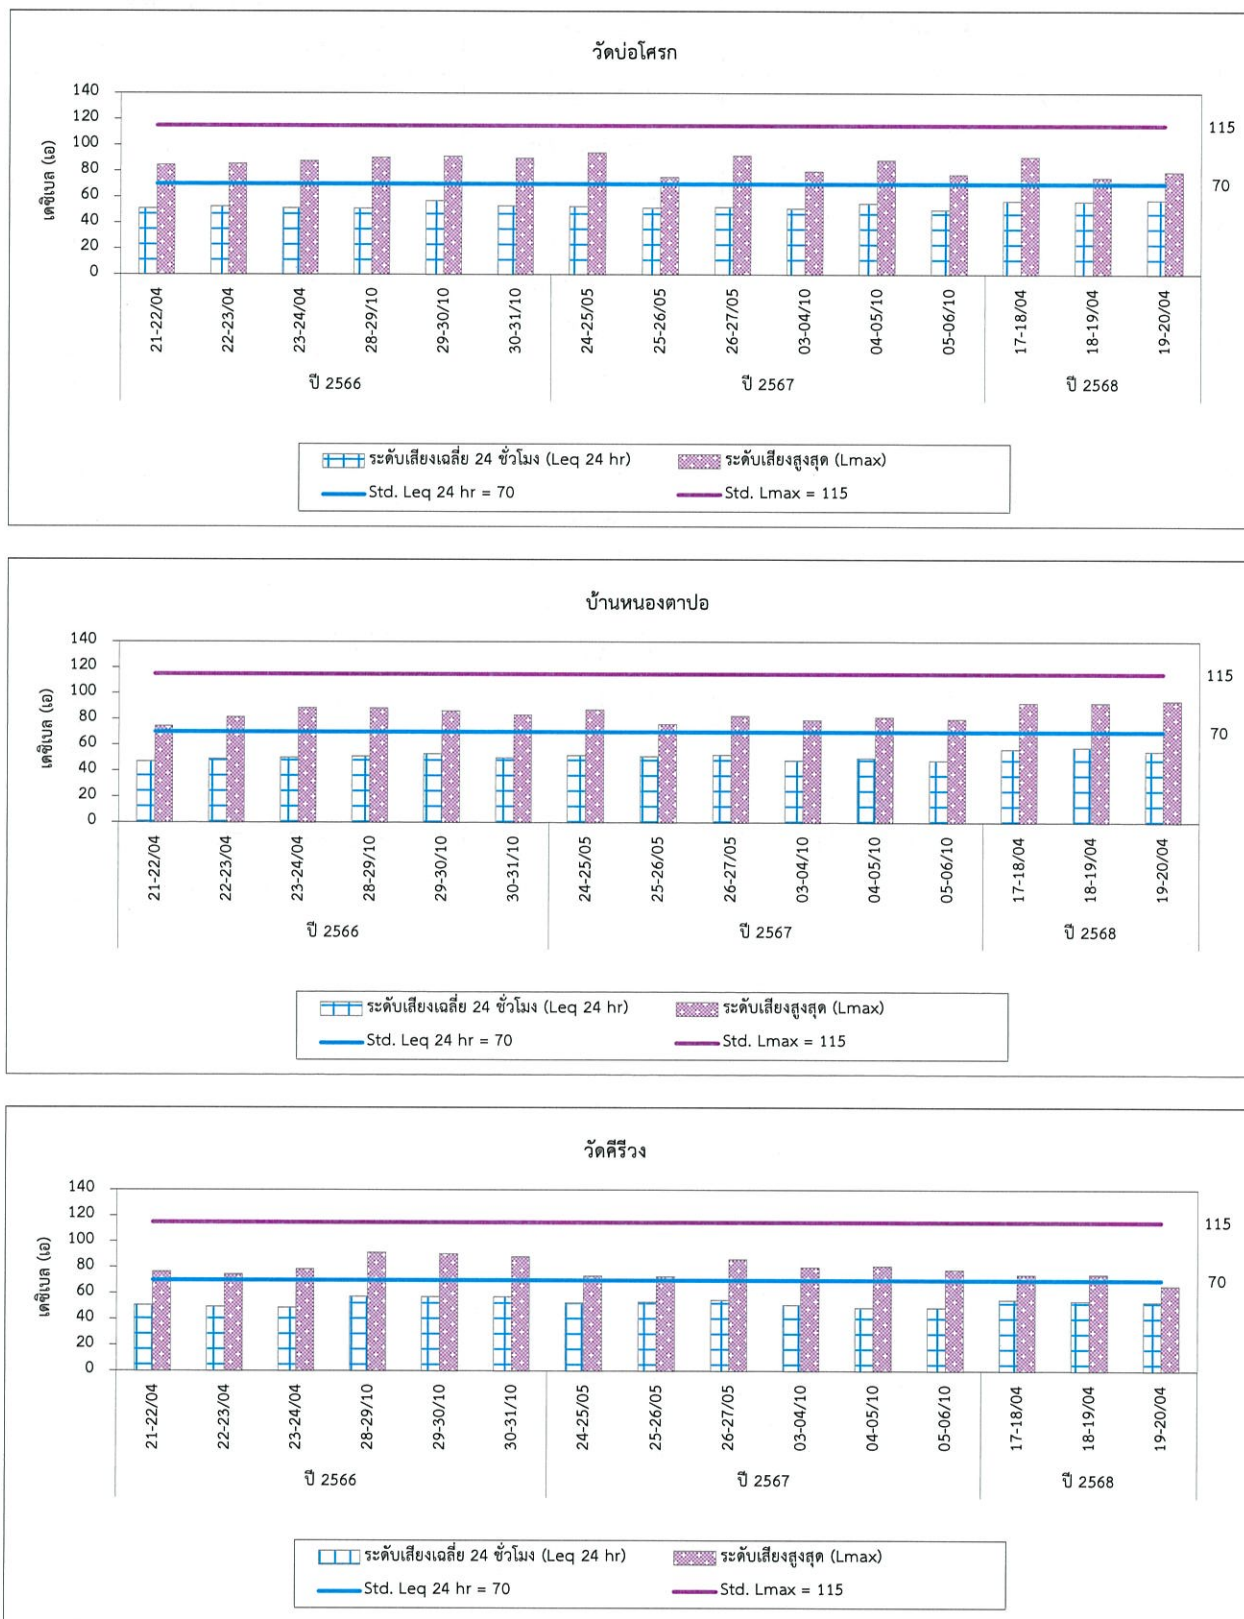 วัดบ่อโศรก
เดซิเบล (เอ)
140
120
100
80
60
40
20
0
115
70
21-22/04 22-23/04 23-24/04 28-29/10 29-30/10 30-31/10 24-25/05 25-26/05 26-27/05 03-04/10 04-05/10 05-06/10 17-18/04 18-19/04 19-20/04
ปี 2566 ปี 2567 ปี 2568
ระดับเสียงเฉลี่ย 24 ชั่วโมง (Leq 24 hr) ระดับเสียงสูงสุด (Lmax)
Std. Leq 24 hr = 70 Std. Lmax = 115
บ้านหนองตาปอ
เดซิเบล (เอ)
140
120
100
80
60
40
20
0
115
70
21-22/04 22-23/04 23-24/04 28-29/10 29-30/10 30-31/10 24-25/05 25-26/05 26-27/05 03-04/10 04-05/10 05-06/10 17-18/04 18-19/04 19-20/04
ปี 2566 ปี 2567 ปี 2568
ระดับเสียงเฉลี่ย 24 ชั่วโมง (Leq 24 hr) ระดับเสียงสูงสุด (Lmax)
Std. Leq 24 hr = 70 Std. Lmax = 115
วัดคีรีวง
เดซิเบล (เอ)
140
120
100
80
60
40
20
0
115
70
21-22/04 22-23/04 23-24/04 28-29/10 29-30/10 30-31/10 24-25/05 25-26/05 26-27/05 03-04/10 04-05/10 05-06/10 17-18/04 18-19/04 19-20/04
ปี 2566 ปี 2567 ปี 2568
ระดับเสียงเฉลี่ย 24 ชั่วโมง (Leq 24 hr) ระดับเสียงสูงสุด (Lmax)
Std. Leq 24 hr = 70 Std. Lmax = 115